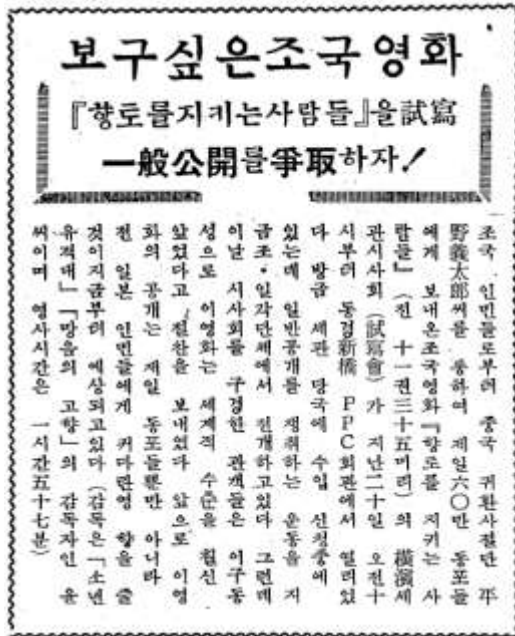 보구싶은조국영화
『향토를지키는사람들』을試寫
一般公開를爭取하자!
조국 인민들로부터 중국 귀환사절단 平
野義太郞씨를 통하여 제일六〇만 동포들
에게 보내온조국영화『향토를 지키는 사
람들』(전 十一권三十五미리)의 橫濱세
관시사회(試寫會)가 지난二十일 오전十
시부터 동경新橋 PPC회관에서 열려있
다 방금 세관 당국에 수입 신청중에
있는데 일반공개를 쟁취하는 운동을 지
금조・일각단체에서 전개하고있다 그런데
이날 시사회를 구경한 관객들은 이구동
성으로 이영화는 세계적 수준을 훨신
았었다고 절찬을 보내였다 앞으로 이영
화의 공개는 재일 동포들뿐만 아니라
전 일본 인민들에게 커다란영 향을 줄
것이지금부터 예상되고있다 (감독은「소년
유격대」「망음의 고향」의 감독자인 윤
씨이며 영사시간은 一시간五十七분)